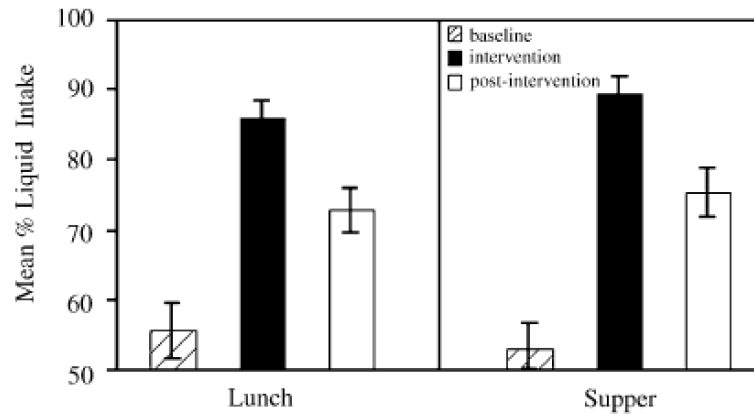 Mean % Liquid Intake
100
90
80
70
60
50
baseline
intervention
post-intervention
Lunch
Supper